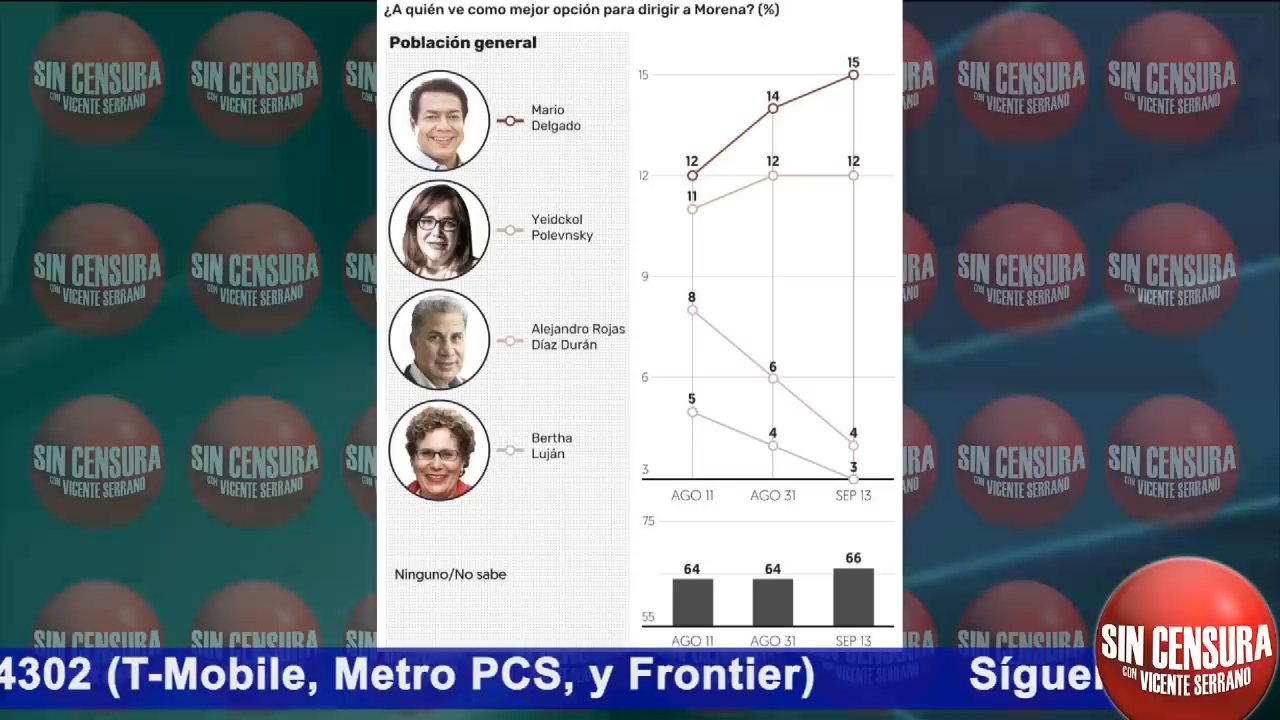 ¿A quién ve como mejor opción para dirigir a Morena? (%)
Población general
Mario
Delgado
Yeidckol
Polevnsky
Alejandro Rojas
Díaz Durán
Bertha
Luján
Ninguno/No sabe
15
12
9
6
3
12
14
15
11
12
12
8
6
4
5
4
3
AGO 11 AGO 31 SEP 13
75
55
64 64 66
AGO 11 AGO 31 SEP 13
4302 (T Mobile, Metro PCS, y Frontier) Sígue
SIN CENSURA
CON VICENTE SERRANO